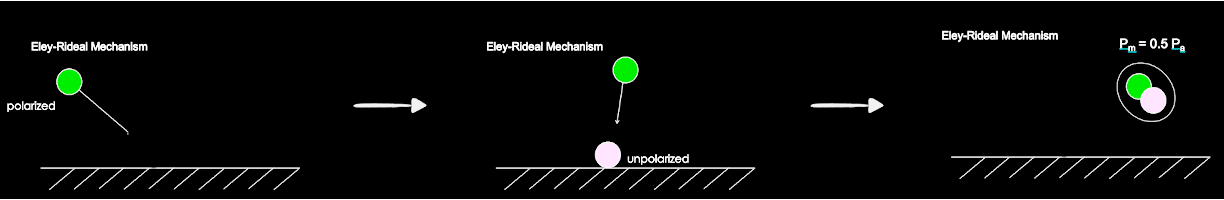 Eley-Rideal Mechanism
polarized
Eley-Rideal Mechanism
unpolarized
Eley-Rideal Mechanism
Pm = 0.5 Pa